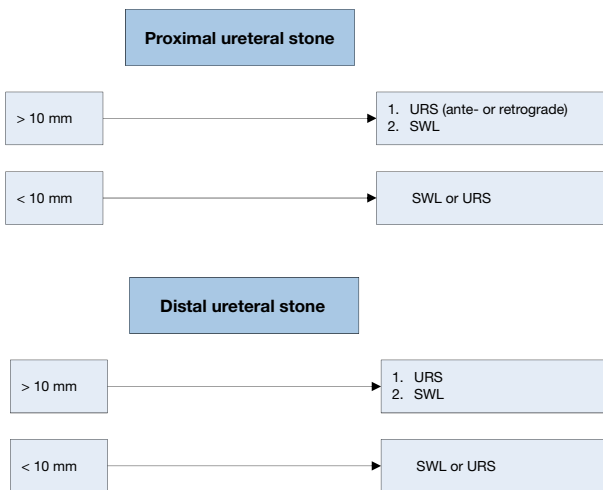 Proximal ureteral stone
> 10 mm
1. URS (ante- or retrograde)
2. SWL
< 10 mm
SWL or URS
Distal ureteral stone
> 10 mm
1. URS
2. SWL
< 10 mm
SWL or URS